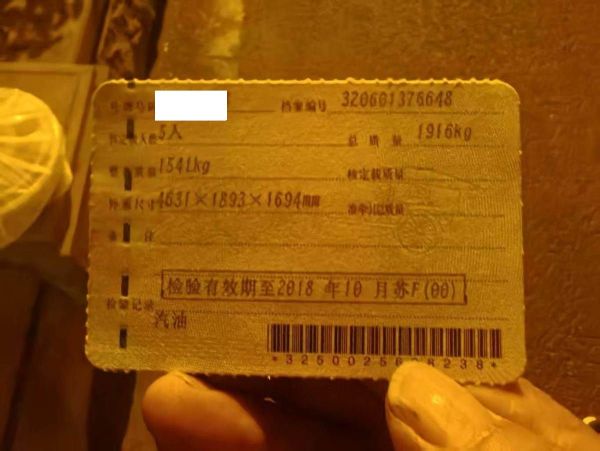 号牌号码 档案编号 320601376648
核定载人数 5人 总质量 1916kg
整备质量 1541kg 核定载质量
外廓尺寸 4631×1893×1694mm 准牵引总质量
备注
检验有效期至2018 年10 月苏F(00)
检验记录
汽油